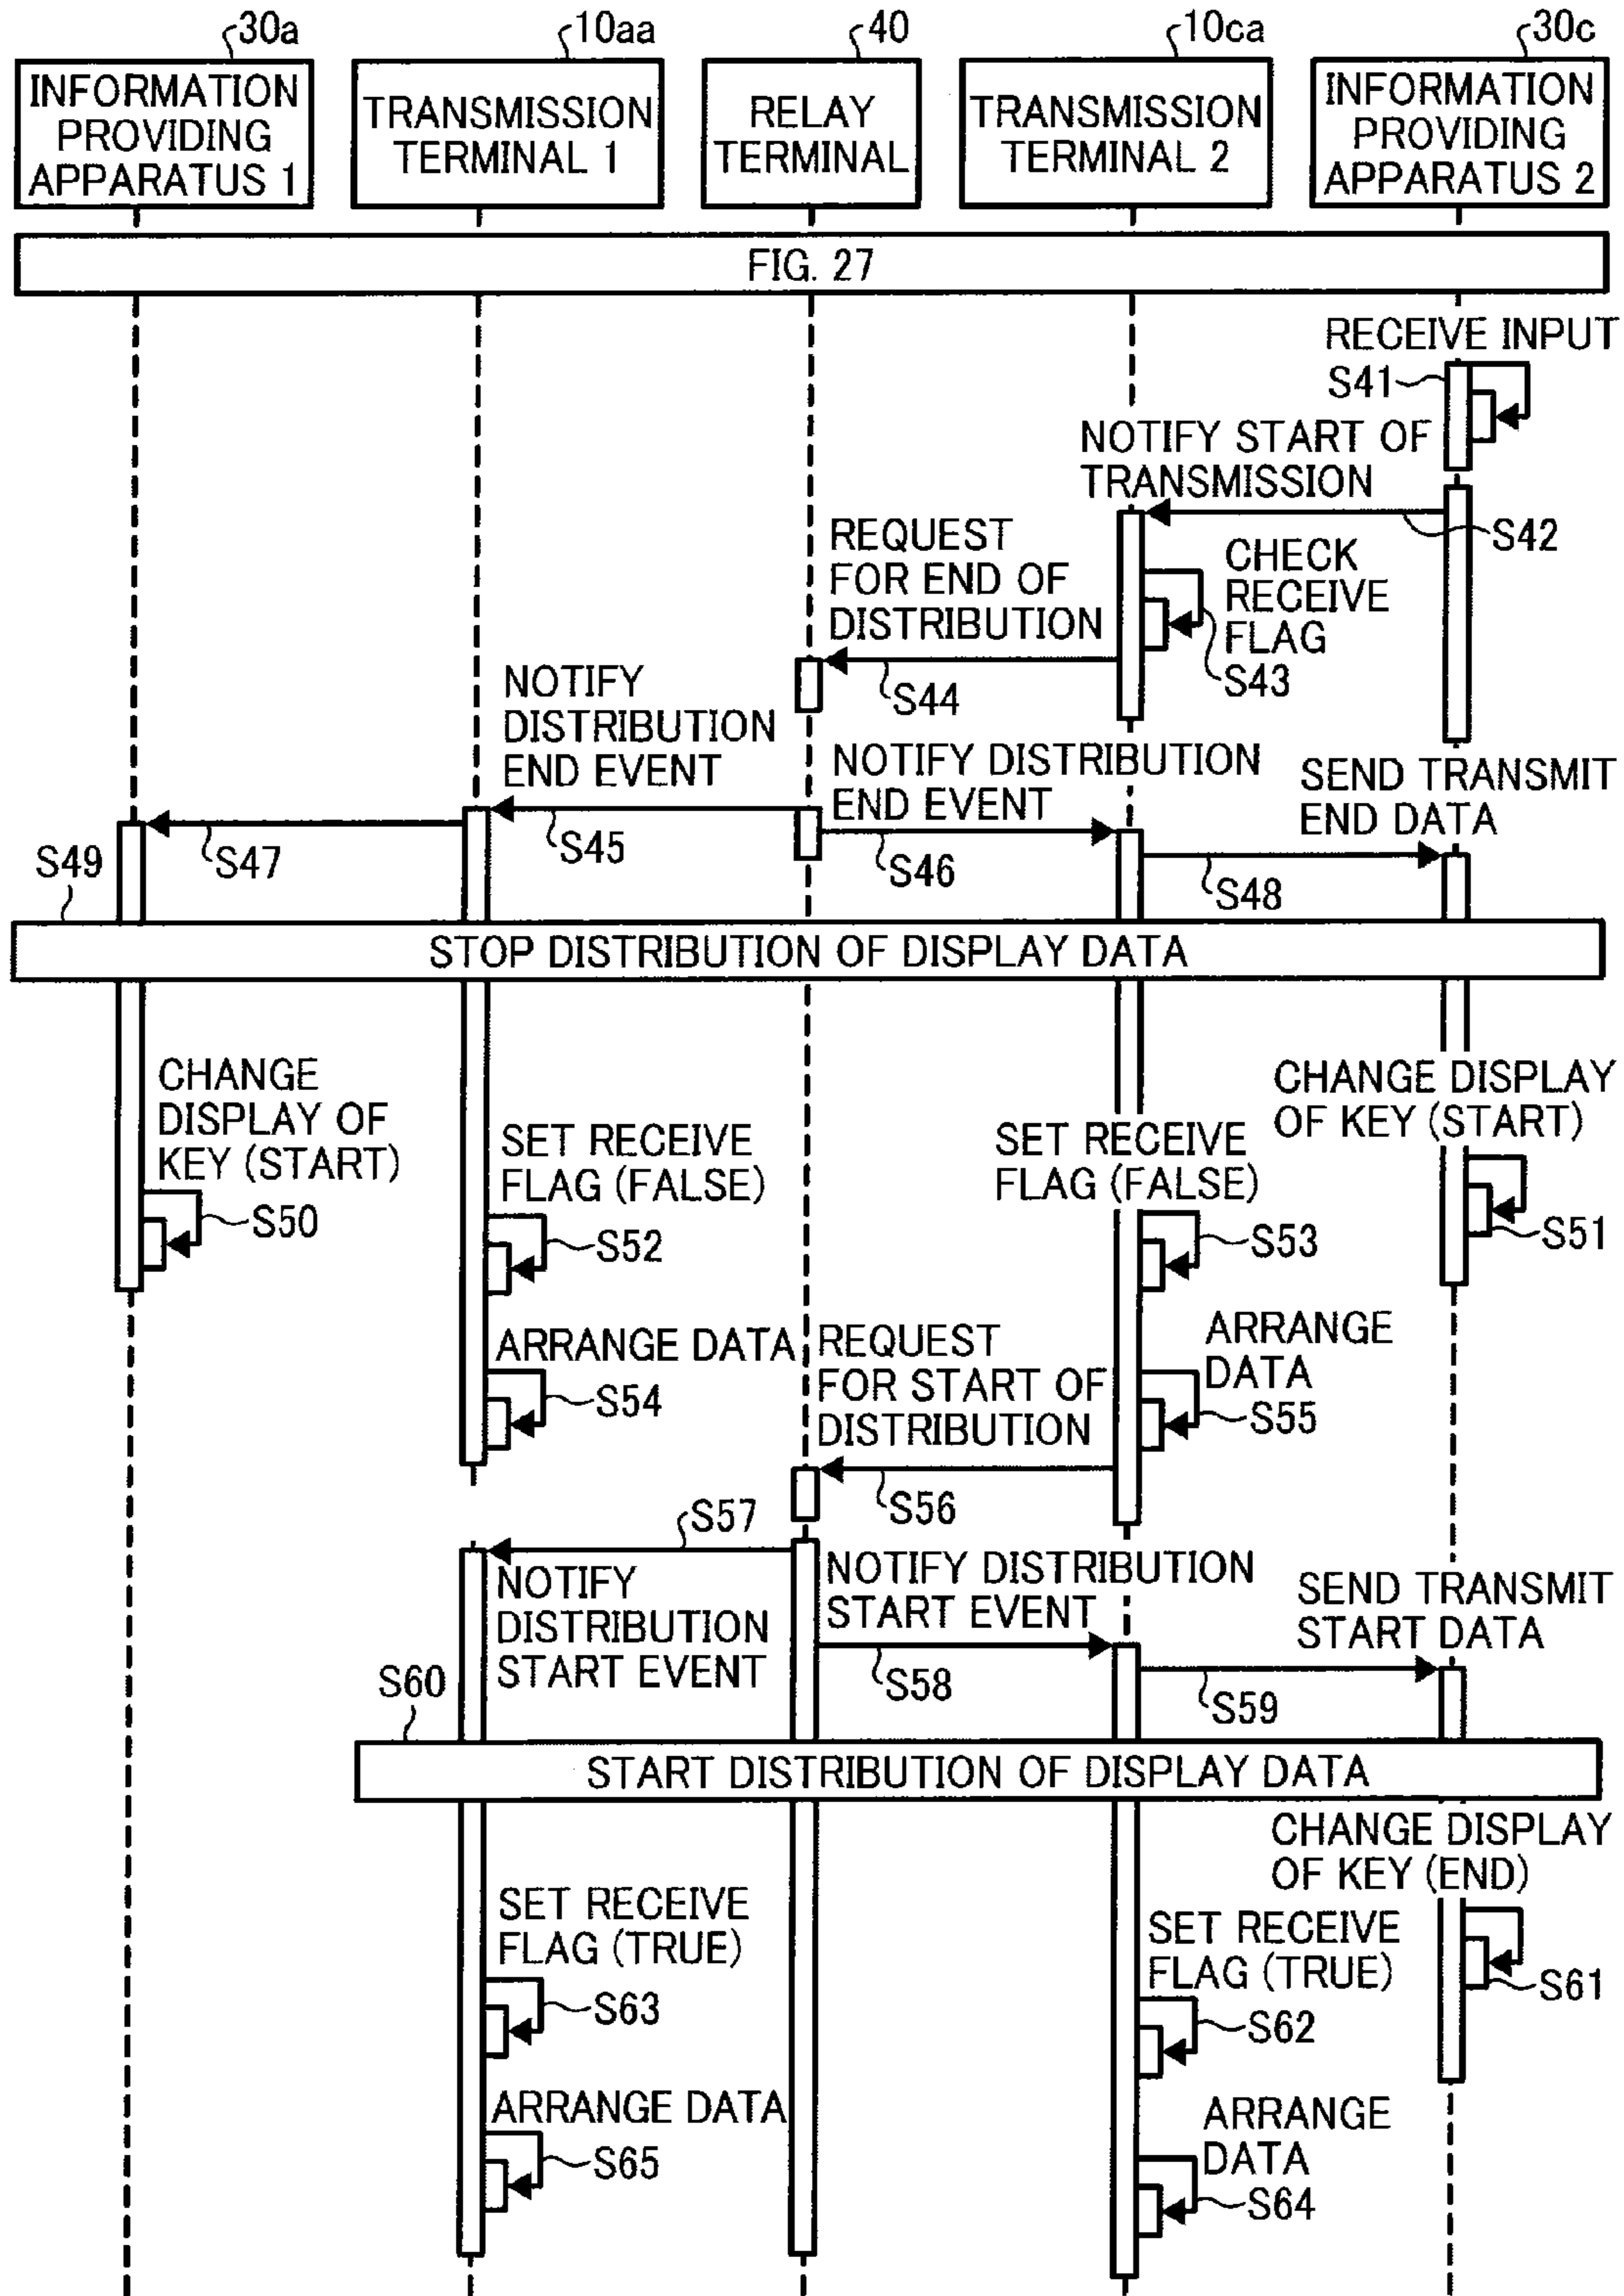 30a
10aa
40
10ca
30c
INFORMATION
PROVIDING
APPARATUS 1
TRANSMISSION
TERMINAL 1
RELAY
TERMINAL
TRANSMISSION
TERMINAL 2
INFORMATION
PROVIDING
APPARATUS 2
FIG. 27
RECEIVE INPUT
S41
NOTIFY START OF
TRANSMISSION
S42
REQUEST
FOR END OF
DISTRIBUTION
CHECK
RECEIVE
FLAG
S43
S44
NOTIFY
DISTRIBUTION
END EVENT
NOTIFY DISTRIBUTION
END EVENT
SEND TRANSMIT
END DATA
S45
S46
S47
S48
S49
STOP DISTRIBUTION OF DISPLAY DATA
CHANGE
DISPLAY OF
KEY (START)
S50
SET RECEIVE
FLAG (FALSE)
S52
SET RECEIVE
FLAG (FALSE)
S53
CHANGE DISPLAY
OF KEY (START)
S51
ARRANGE DATA
S54
REQUEST
FOR START OF
DISTRIBUTION
ARRANGE
DATA
S55
S56
S57
NOTIFY
DISTRIBUTION
START EVENT
NOTIFY DISTRIBUTION
START EVENT
S58
SEND TRANSMIT
START DATA
S59
S60
START DISTRIBUTION OF DISPLAY DATA
CHANGE DISPLAY
OF KEY (END)
S61
SET RECEIVE
FLAG (TRUE)
S63
SET RECEIVE
FLAG (TRUE)
S62
ARRANGE DATA
S65
ARRANGE
DATA
S64